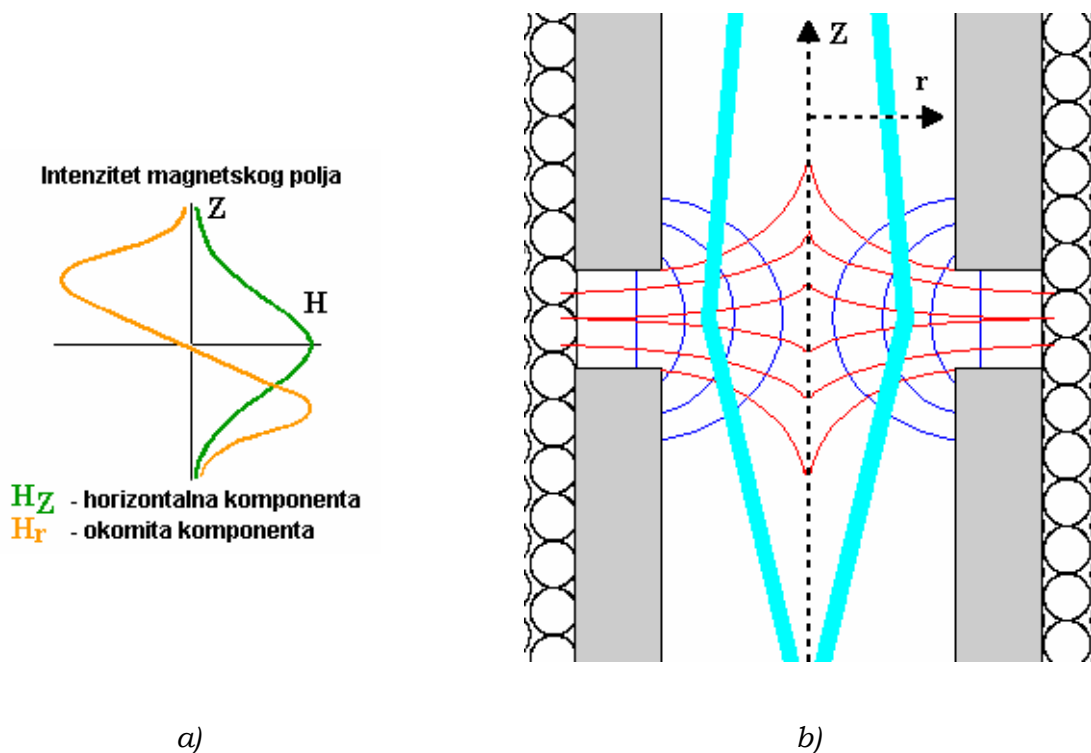 Intenzitet magnetskog polja
Z
H
H_Z - horizontalna komponenta
H_r - okomita komponenta
Z
r
a)
b)